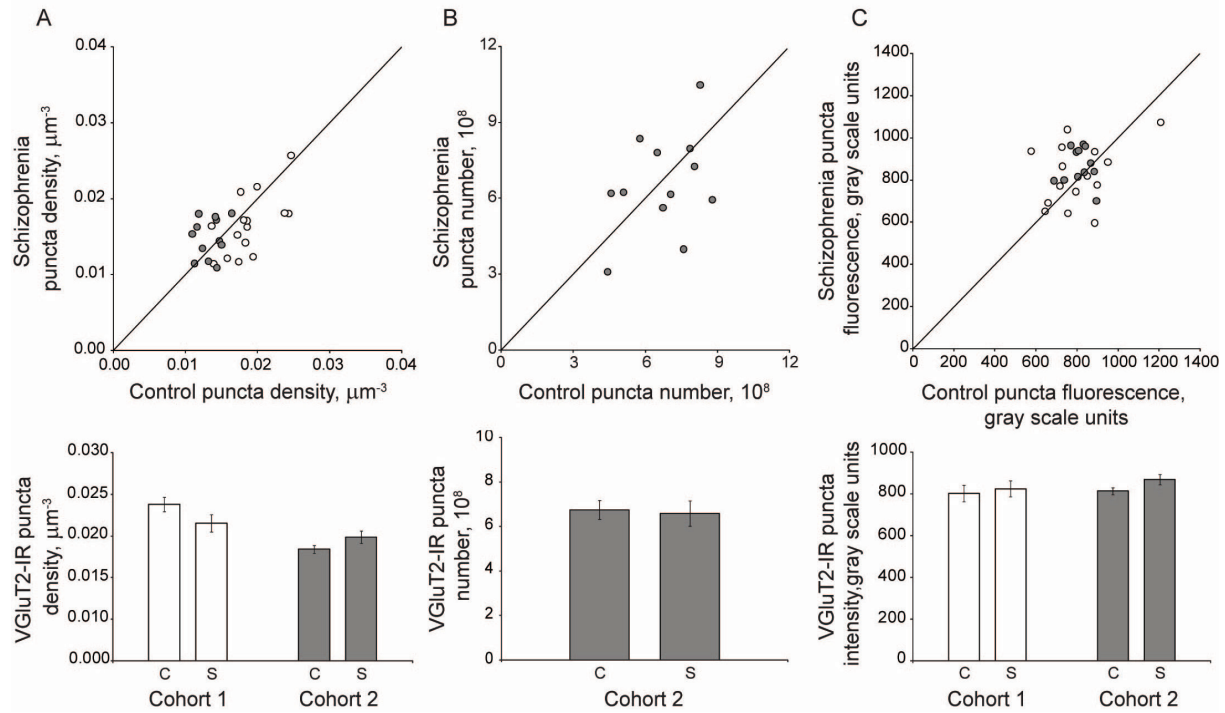 A
Schizophrenia
puncta density, µm-3
0.04
0.03
0.02
0.01
0.00
0.00 0.01 0.02 0.03 0.04
Control puncta density, µm-3
B
Schizophrenia
puncta number, 10⁸
12
9
6
3
0
0 3 6 9 12
Control puncta number, 10⁸
C
Schizophrenia puncta
fluorescence, gray scale units
1400
1200
1000
800
600
400
200
0
0 200 400 600 800 1000 1200 1400
Control puncta fluorescence,
gray scale units
VGluT2-IR puncta
density, µm-3
0.030
0.025
0.020
0.015
0.010
0.005
0.000
C S C S
Cohort 1 Cohort 2
VGluT2-IR puncta
number, 10⁸
10
8
6
4
2
0
C S
Cohort 2
VGluT2-IR puncta
intensity,gray scale units
1000
800
600
400
200
0
C S C S
Cohort 1 Cohort 2